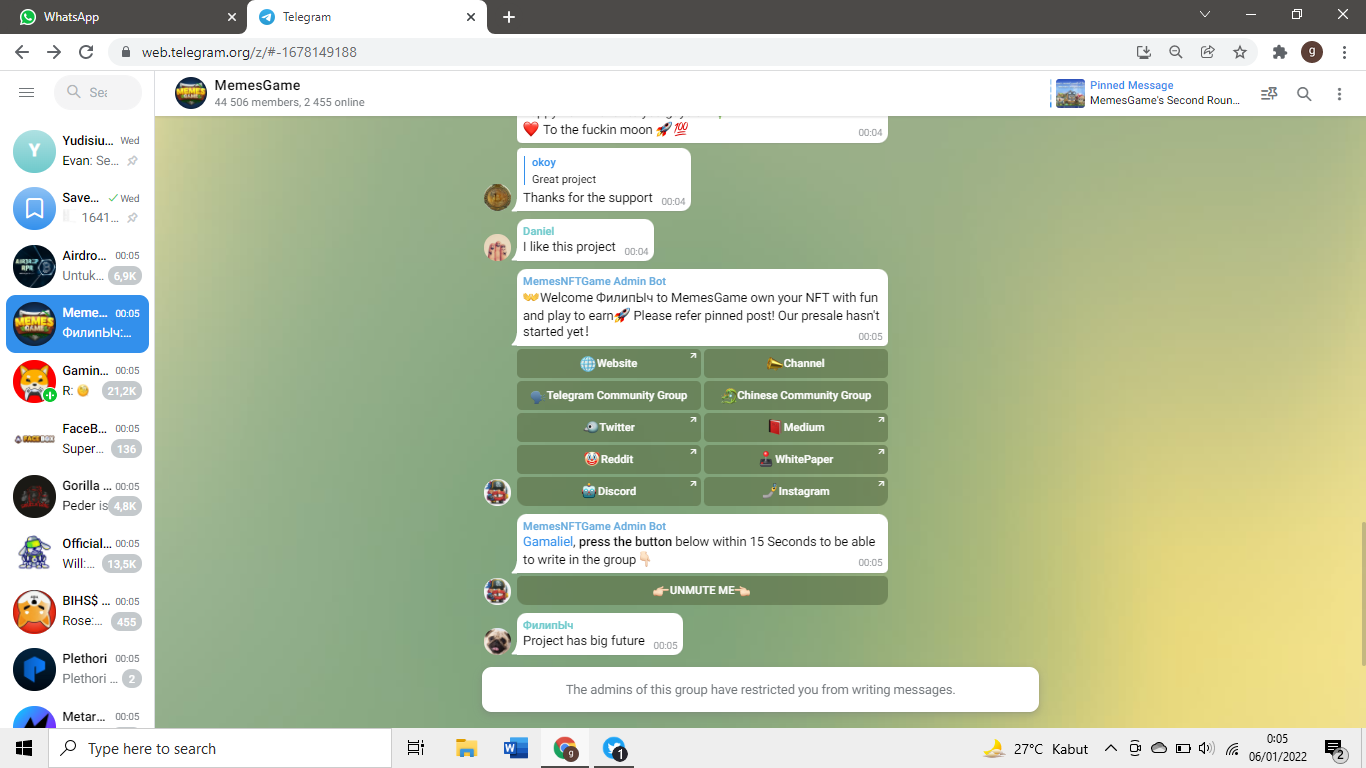 WhatsApp
Telegram
web.telegram.org/z/#-1678149188
g
Sea
MemesGame
44 506 members, 2 455 online
Pinned Message
MemesGame's Second Roun...
Y
Yudisiu...
Wed
Evan: Se...
Save...
Wed
1641...
Airdro...
00:05
Untuk...
6,9K
Meme...
00:05
ФилипЫч:...
Gamin...
00:05
R:
21,2K
FaceB...
00:05
Super...
136
Gorilla ...
00:05
Peder is
4,8K
Official...
00:05
Will:...
13,5K
BIHS$ ...
00:05
Rose:...
455
Plethori
00:05
Plethori ...
2
Metar...
00:05
❤️ To the fuckin moon 🚀💯
00:04
okoy
Great project
Thanks for the support
00:04
Daniel
I like this project
00:04
MemesNFTGame Admin Bot
👐Welcome ФилипЫч to MemesGame own your NFT with fun
and play to earn🚀 Please refer pinned post! Our presale hasn't
started yet!
00:05
🌐Website
📯Channel
🗣 Telegram Community Group
🐲Chinese Community Group
🐦Twitter
📕Medium
🤡Reddit
🕹WhitePaper
🤖Discord
🤳Instagram
MemesNFTGame Admin Bot
Gamaliel, press the button below within 15 Seconds to be able
to write in the group👇🏻
00:05
👉🏻UNMUTE ME👈🏻
ФилипЫч
Project has big future
00:05
The admins of this group have restricted you from writing messages.
Type here to search
g
1
27°C Kabut
0:05
06/01/2022
2